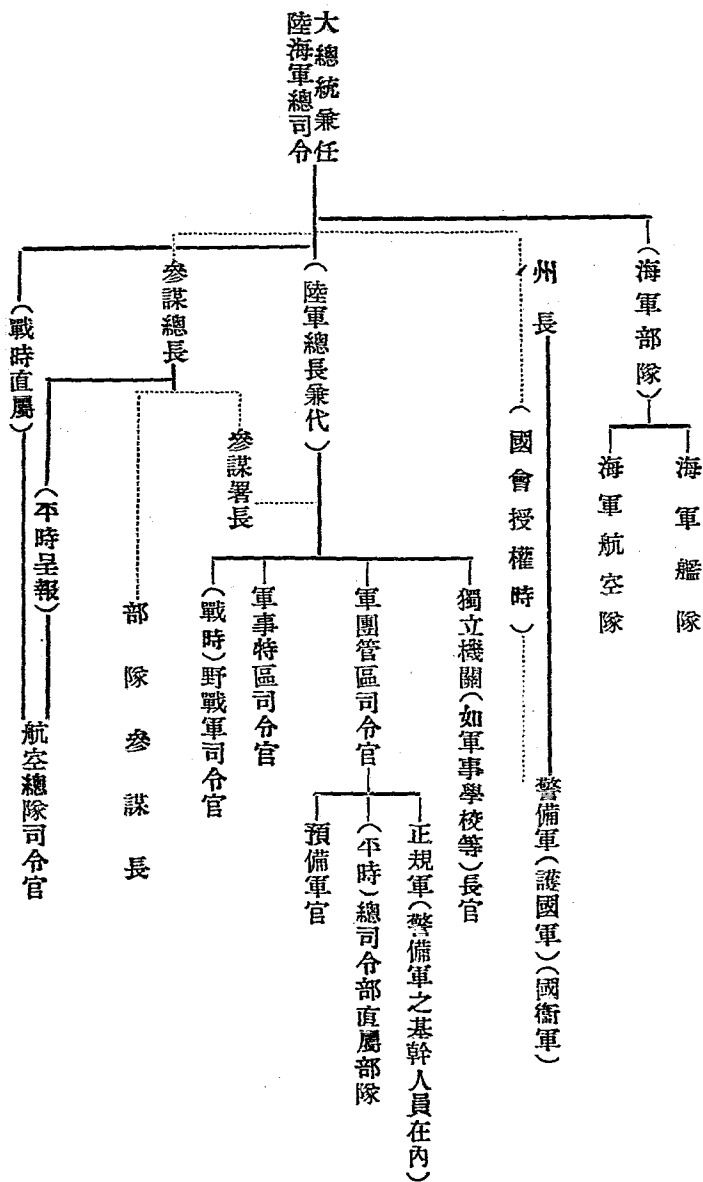 大總統兼任
陸海軍總司令
（海軍部隊）
海軍艦隊
海軍航空隊
州長
（國會授權時）
警備軍（護國軍）（國衞軍）
（陸軍總長兼代）
獨立機關（如軍事學校等）長官
軍團管區司令官
正規軍（警備軍之基幹人員在內）
（平時）總司令部直屬部隊
預備軍官
軍事特區司令官
（戰時）野戰軍司令官
參謀總長
參謀署長
部隊參謀長
（平時呈報）
（戰時直屬）
航空總隊司令官